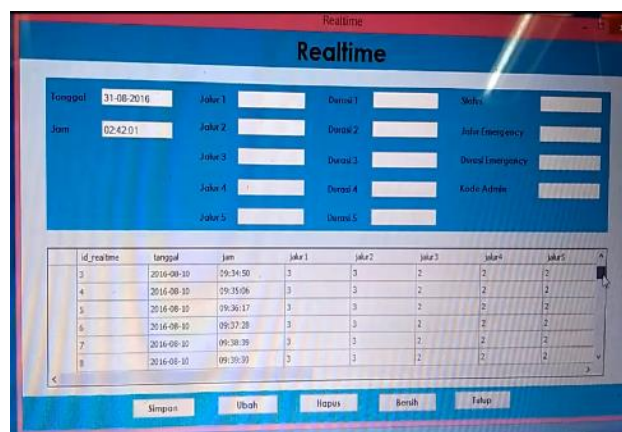 Realtime
Realtime
Tanggal 31-08-2016 Jalur 1 Durasi 1 Status
Jam 02:42:01 Jalur 2 Durasi 2 Jalur Emergency
Jalur 3 Durasi 3 Durasi Emergency
Jalur 4 Durasi 4 Kode Admin
Jalur 5 Durasi 5
id_realtime tanggal jam jalur1 jalur2 jalur3 jalur4 jalur5
3 2016-08-10 09:34:50 3 3 2 2 2
4 2016-08-10 09:35:06 3 3 2 2 2
5 2016-08-10 09:36:17 3 3 2 2 2
6 2016-08-10 09:37:28 3 3 2 2 2
7 2016-08-10 09:38:39 3 3 2 2 2
8 2016-08-10 3 3 2 2 2
Simpan Ubah Hapus Bersih Tutup